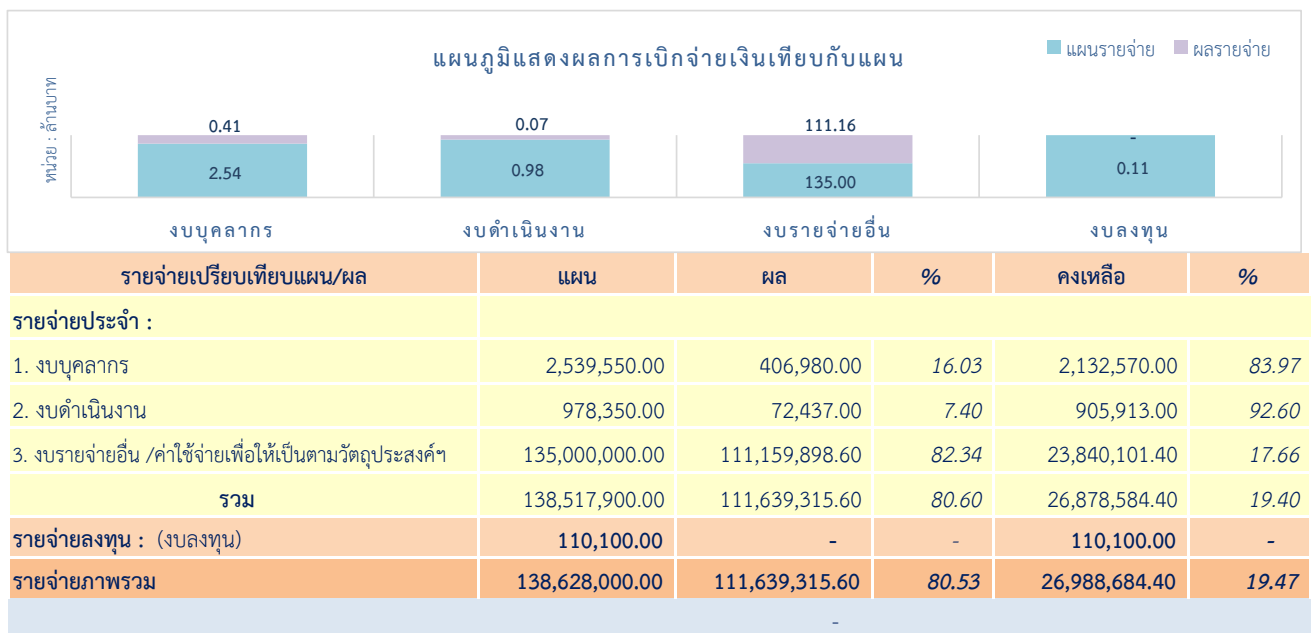 แผนภูมิแสดงผลการเบิกจ่ายเงินเทียบกับแผน
แผนรายจ่าย ผลรายจ่าย
หน่วย : ล้านบาท
0.41 0.07 111.16 -
2.54 0.98 135.00 0.11
งบบุคลากร งบดำเนินงาน งบรายจ่ายอื่น งบลงทุน
รายจ่ายเปรียบเทียบแผน/ผล แผน ผล % คงเหลือ %
รายจ่ายประจำ :
1. งบบุคลากร 2,539,550.00 406,980.00 16.03 2,132,570.00 83.97
2. งบดำเนินงาน 978,350.00 72,437.00 7.40 905,913.00 92.60
3. งบรายจ่ายอื่น /ค่าใช้จ่ายเพื่อให้เป็นตามวัตถุประสงค์ฯ 135,000,000.00 111,159,898.60 82.34 23,840,101.40 17.66
รวม 138,517,900.00 111,639,315.60 80.60 26,878,584.40 19.40
รายจ่ายลงทุน : (งบลงทุน) 110,100.00 - - 110,100.00 -
รายจ่ายภาพรวม 138,628,000.00 111,639,315.60 80.53 26,988,684.40 19.47
-